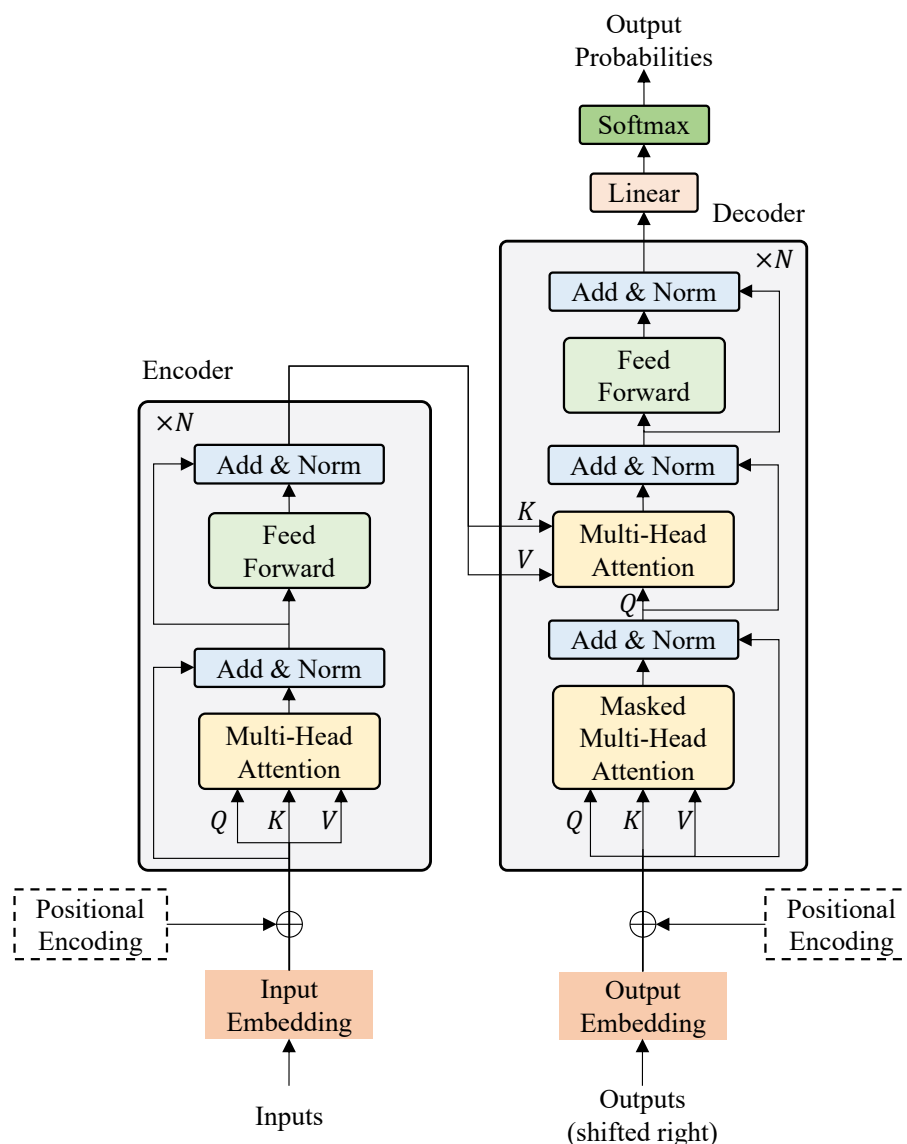 Output
Probabilities
Softmax
Linear
Decoder
×N
Add & Norm
Feed
Forward
Add & Norm
K
V
Multi-Head
Attention
Q
Add & Norm
Masked
Multi-Head
Attention
Q
K
V
Encoder
×N
Add & Norm
Feed
Forward
Add & Norm
Multi-Head
Attention
Q
K
V
Positional
Encoding
Input
Embedding
Inputs
Positional
Encoding
Output
Embedding
Outputs
(shifted right)